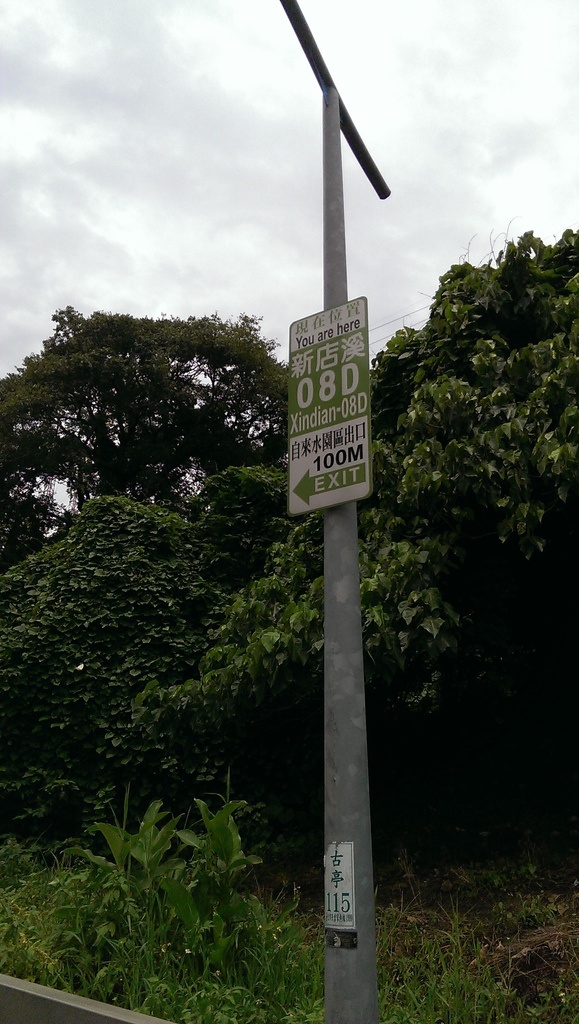 現在位置
You are here
新店溪
08D
Xindian-08D
自來水園區出口
100M
EXIT
古亭
115